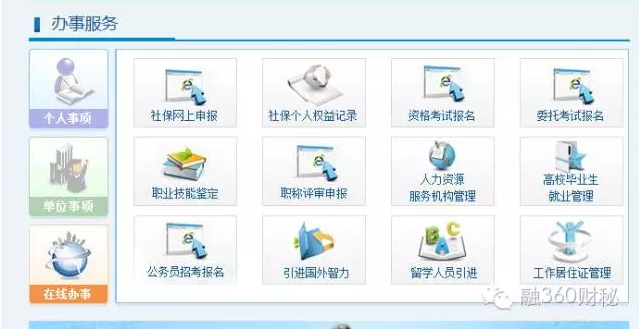 办事服务
个人事项
单位事项
在线办事
社保网上申报
社保个人权益记录
资格考试报名
委托考试报名
职业技能鉴定
职称评审申报
人力资源
服务机构管理
高校毕业生
就业管理
公务员招考报名
引进国外智力
ABC
留学人员引进
工作居住证管理
融360财秘